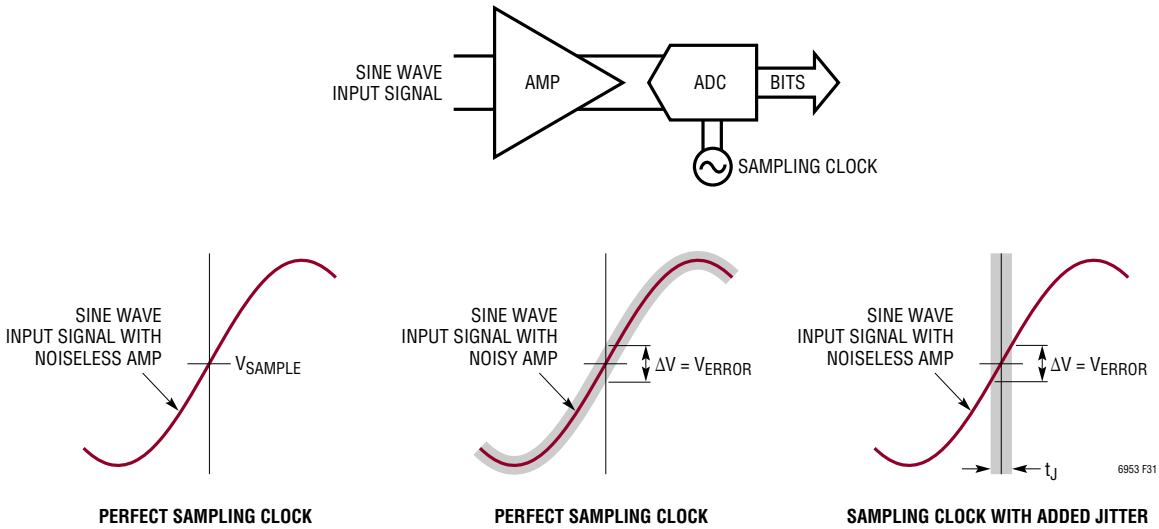 SINE WAVE
INPUT SIGNAL
AMP
ADC
BITS
SAMPLING CLOCK
SINE WAVE
INPUT SIGNAL WITH
NOISELESS AMP
VSAMPLE
PERFECT SAMPLING CLOCK
SINE WAVE
INPUT SIGNAL WITH
NOISY AMP
ΔV = VERROR
PERFECT SAMPLING CLOCK
SINE WAVE
INPUT SIGNAL WITH
NOISELESS AMP
ΔV = VERROR
tJ
6953 F31
SAMPLING CLOCK WITH ADDED JITTER